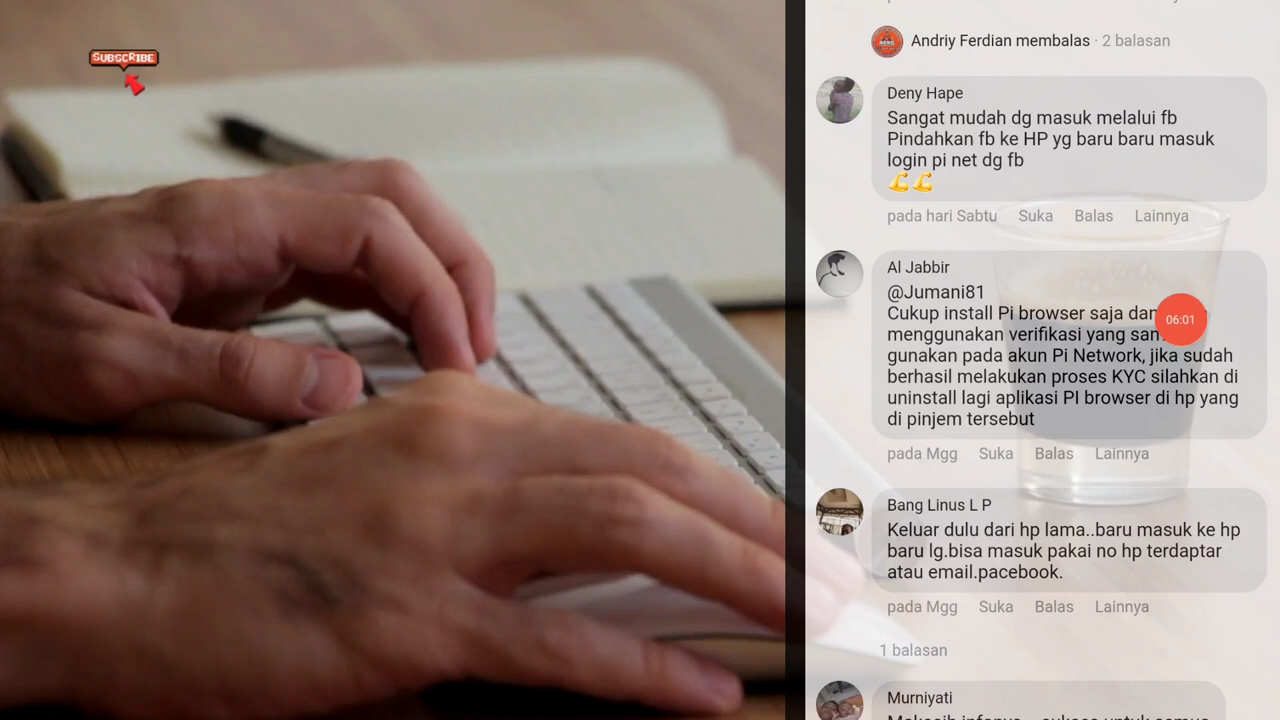 SUBSCRIBE
Andriy Ferdian membalas · 2 balasan
Deny Hape
Sangat mudah dg masuk melalui fb
Pindahkan fb ke HP yg baru baru masuk
login pi net dg fb
💪💪
pada hari Sabtu Suka Balas Lainnya
Al Jabbir
@Jumani81
Cukup install Pi browser saja
menggunakan verifikasi yang
06:01
gunakan pada akun Pi Network, jika sudah
berhasil melakukan proses KYC silahkan di
uninstall lagi aplikasi PI browser di hp yang
di pinjem tersebut
pada Mgg Suka Balas Lainnya
Bang Linus L P
Keluar dulu dari hp lama..baru masuk ke hp
baru lg.bisa masuk pakai no hp terdaptar
atau email.pacebook.
pada Mgg Suka Balas Lainnya
1 balasan
Murniyati